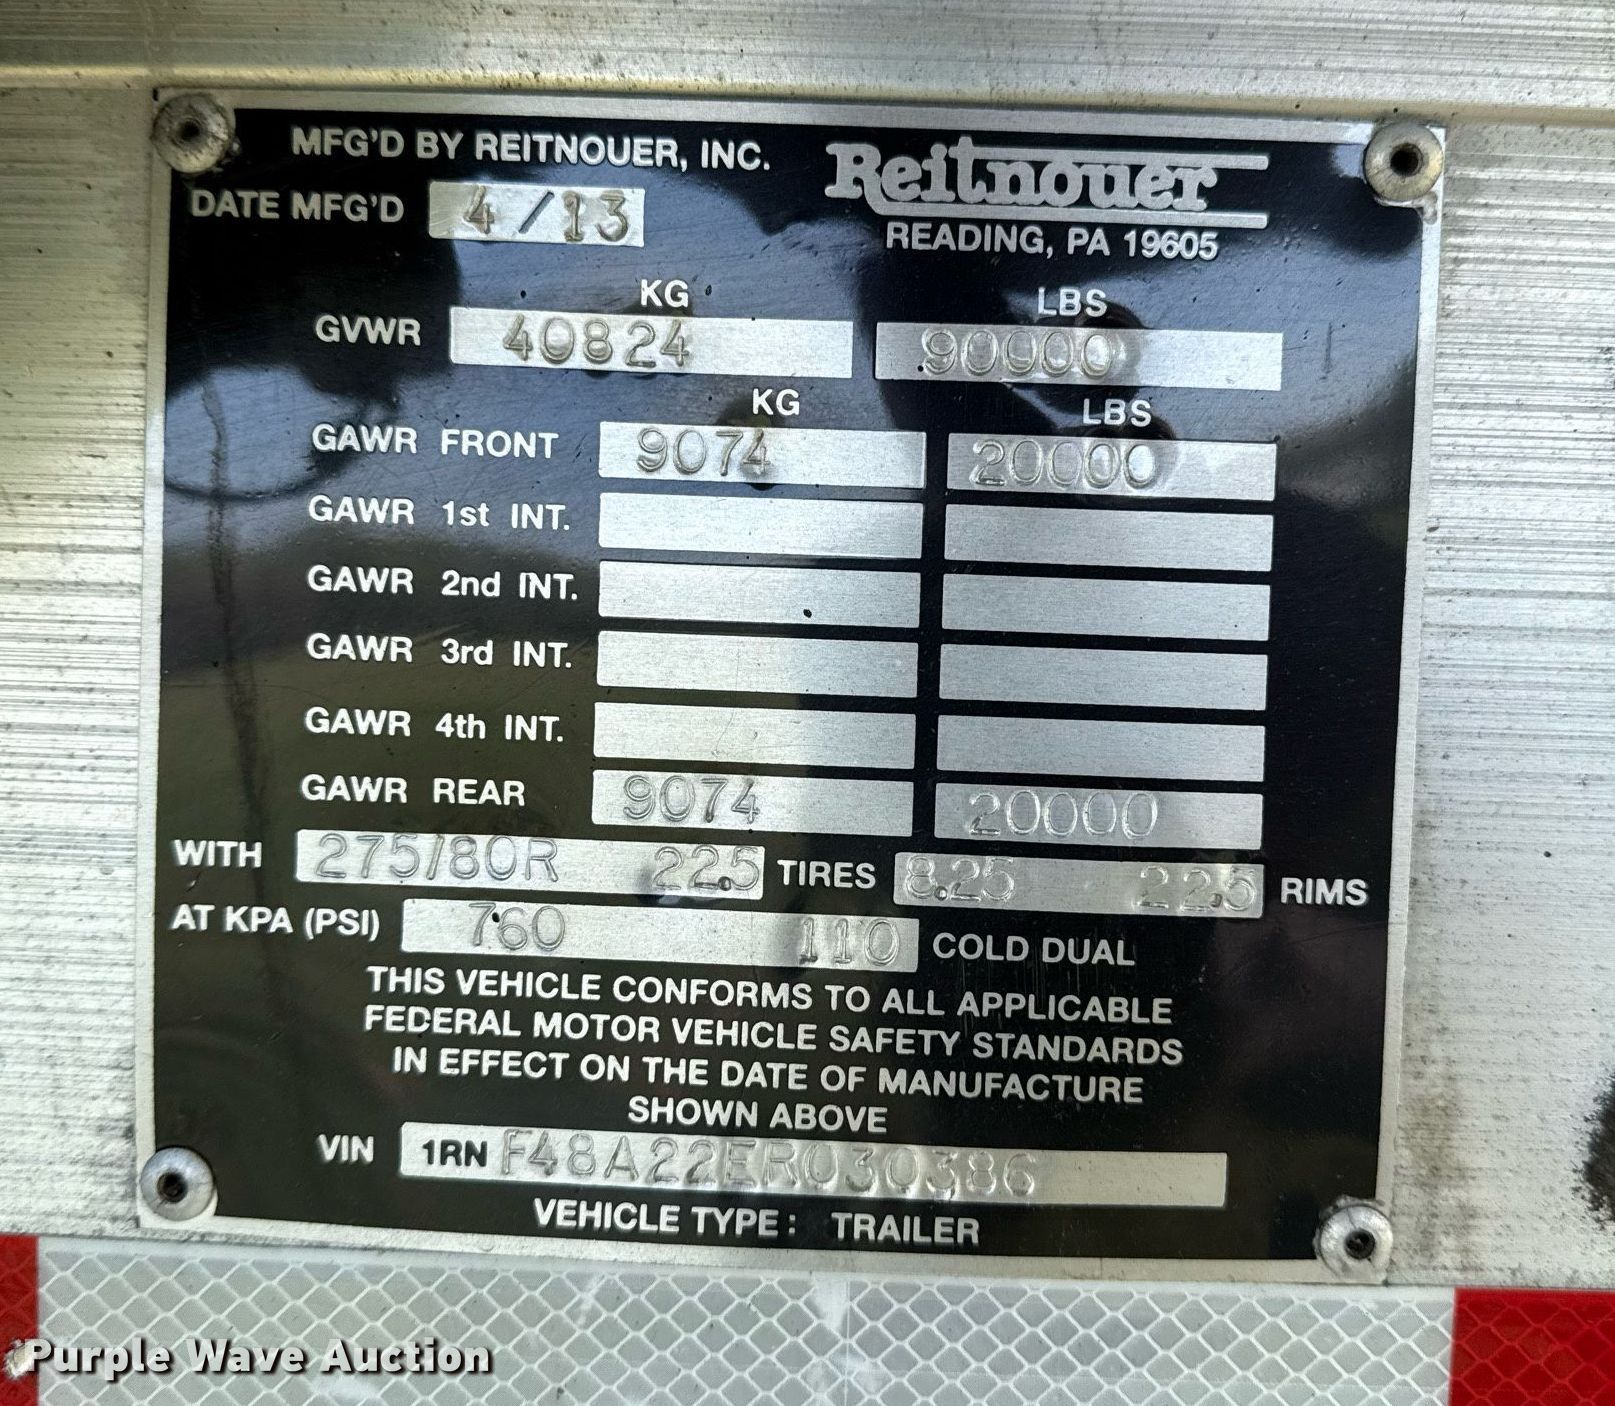 MFG'D BY REITNOUER, INC.
Reitnouer
DATE MFG'D 4/13
READING, PA 19605
KG LBS
GVWR 40824 90000
KG LBS
GAWR FRONT 9074 20000
GAWR 1st INT.
GAWR 2nd INT.
GAWR 3rd INT.
GAWR 4th INT.
GAWR REAR 9074 20000
WITH 275/80R 22.5 TIRES 8.25 22.5 RIMS
AT KPA (PSI) 760 110 COLD DUAL
THIS VEHICLE CONFORMS TO ALL APPLICABLE
FEDERAL MOTOR VEHICLE SAFETY STANDARDS
IN EFFECT ON THE DATE OF MANUFACTURE
SHOWN ABOVE
VIN 1RNF48A22ER030386
VEHICLE TYPE: TRAILER
Purple Wave Auction